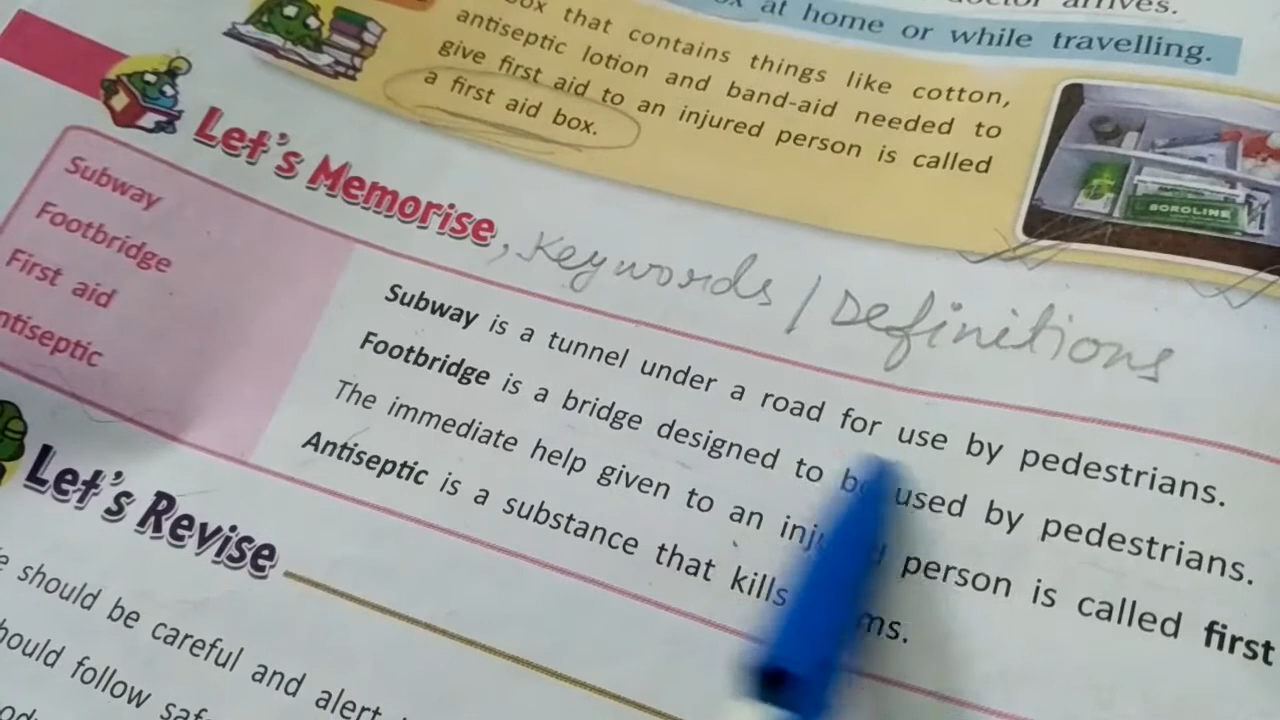 doctor arrives.
at home or while travelling.
box that contains things like cotton,
antiseptic lotion and band-aid needed to
give first aid to an injured person is called
a first aid box.
BOROLINE
Let's Memorise, Keywords / Definitions
Subway
Footbridge
First aid
ntiseptic
Subway is a tunnel under a road for use by pedestrians.
Footbridge is a bridge designed to be used by pedestrians.
The immediate help given to an inj person is called first
Antiseptic is a substance that kills ms.
Let's Revise
should be careful and alert
hould follow saf